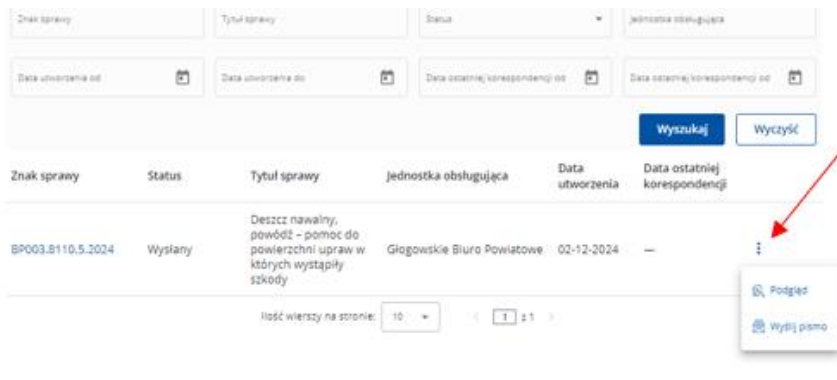 Znak sprawy Tytuł sprawy Status Jednostka obsługująca
Data utworzenia od Data utworzenia do Data ostatniej korespondencji od Data ostatniej korespondencji od
Wyszukaj Wyczyść
Znak sprawy Status Tytuł sprawy Jednostka obsługująca Data utworzenia Data ostatniej korespondencji
BP003.8110.5.2024 Wysłany Deszcz nawalny, powódź – pomoc do powierzchni upraw w których wystąpiły szkody Głogowskie Biuro Powiatowe 02-12-2024 —
Podgląd
Wyślij pismo
Ilość wierszy na stronie: 10 1 z 1